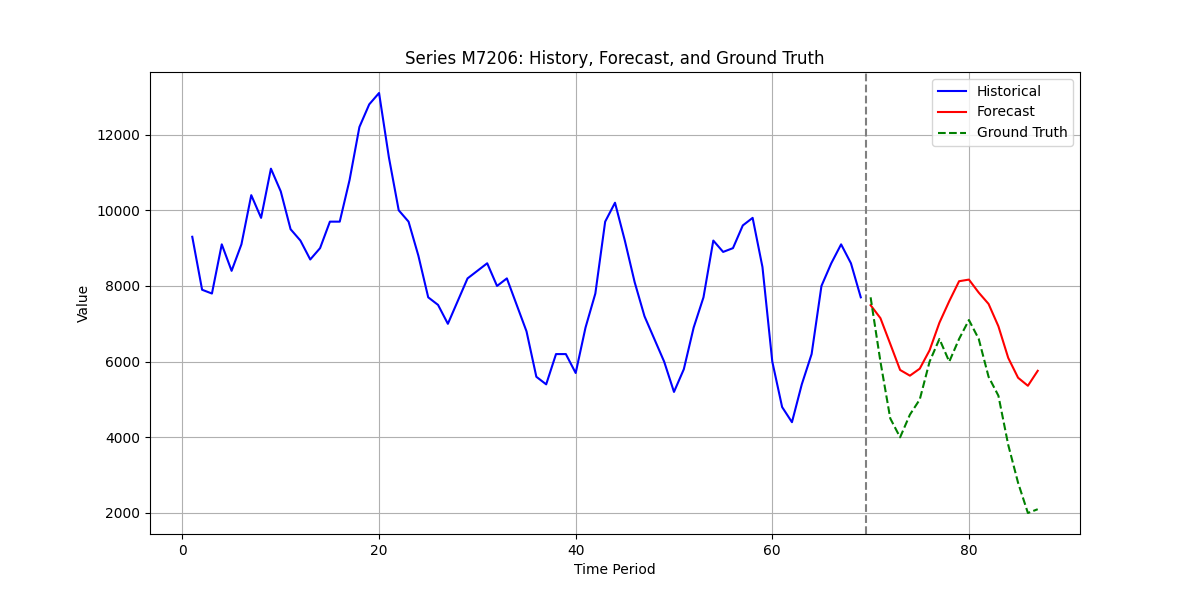 Series M7206: History, Forecast, and Ground Truth
Historical
Forecast
Ground Truth
12000
10000
8000
6000
4000
2000
Value
0
20
40
60
80
Time Period